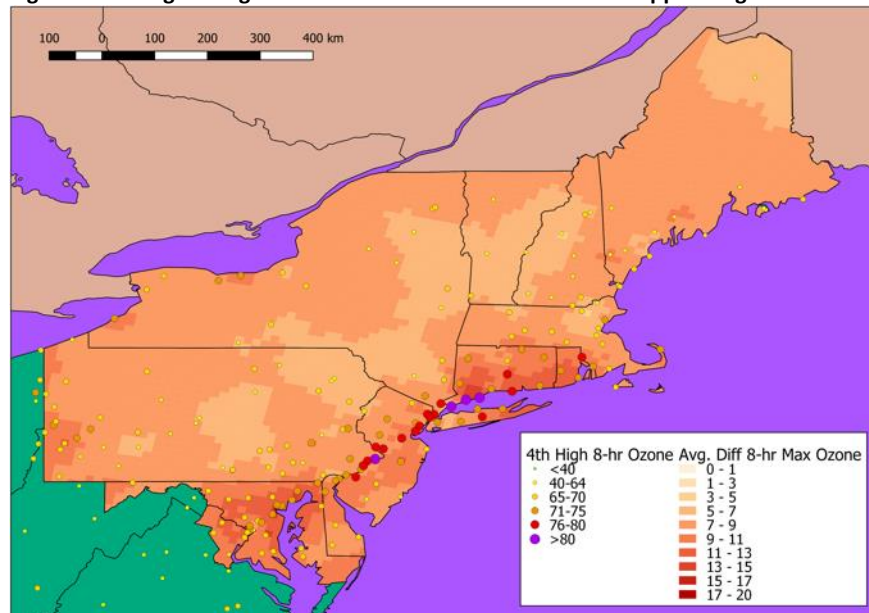 100 0 100 200 300 400 km
4th High 8-hr Ozone
<40
40-64
65-70
71-75
76-80
>80
Avg. Diff 8-hr Max Ozone
0 - 1
1 - 3
3 - 5
5 - 7
7 - 9
9 - 11
11 - 13
13 - 15
15 - 17
17 - 20